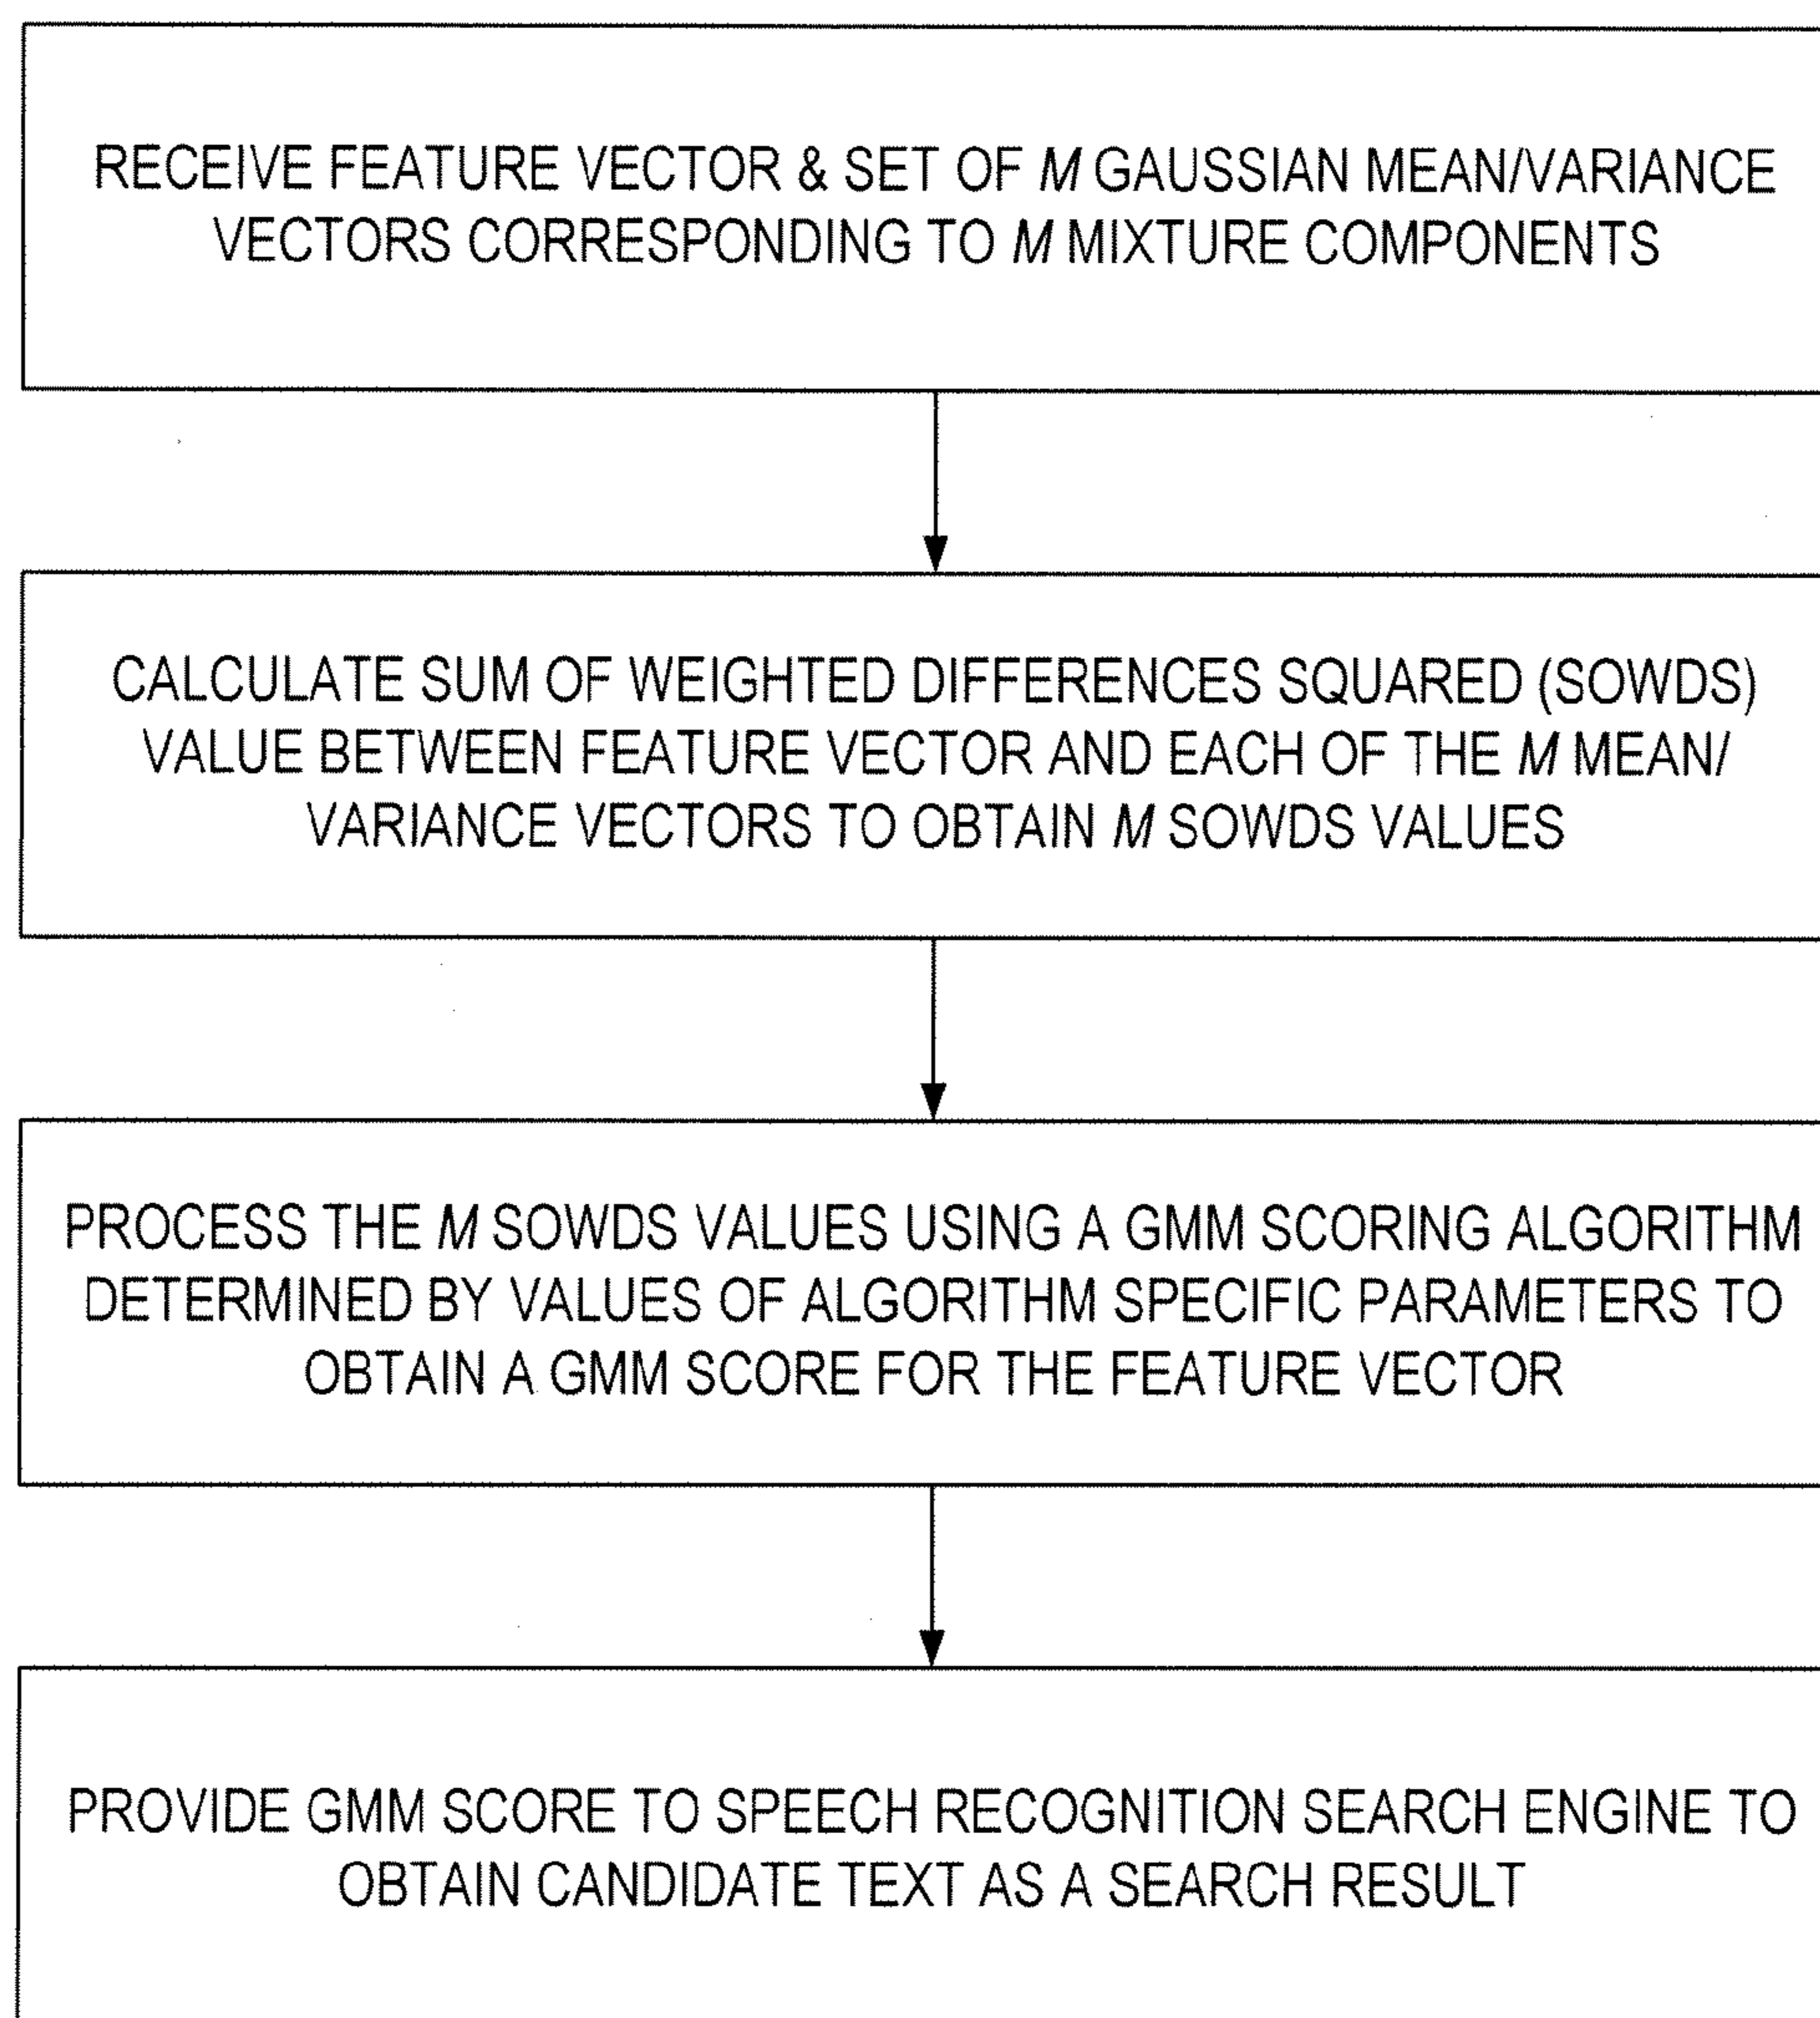 RECEIVE FEATURE VECTOR & SET OF M GAUSSIAN MEAN/VARIANCE
VECTORS CORRESPONDING TO M MIXTURE COMPONENTS
CALCULATE SUM OF WEIGHTED DIFFERENCES SQUARED (SOWDS)
VALUE BETWEEN FEATURE VECTOR AND EACH OF THE M MEAN/
VARIANCE VECTORS TO OBTAIN M SOWDS VALUES
PROCESS THE M SOWDS VALUES USING A GMM SCORING ALGORITHM
DETERMINED BY VALUES OF ALGORITHM SPECIFIC PARAMETERS TO
OBTAIN A GMM SCORE FOR THE FEATURE VECTOR
PROVIDE GMM SCORE TO SPEECH RECOGNITION SEARCH ENGINE TO
OBTAIN CANDIDATE TEXT AS A SEARCH RESULT